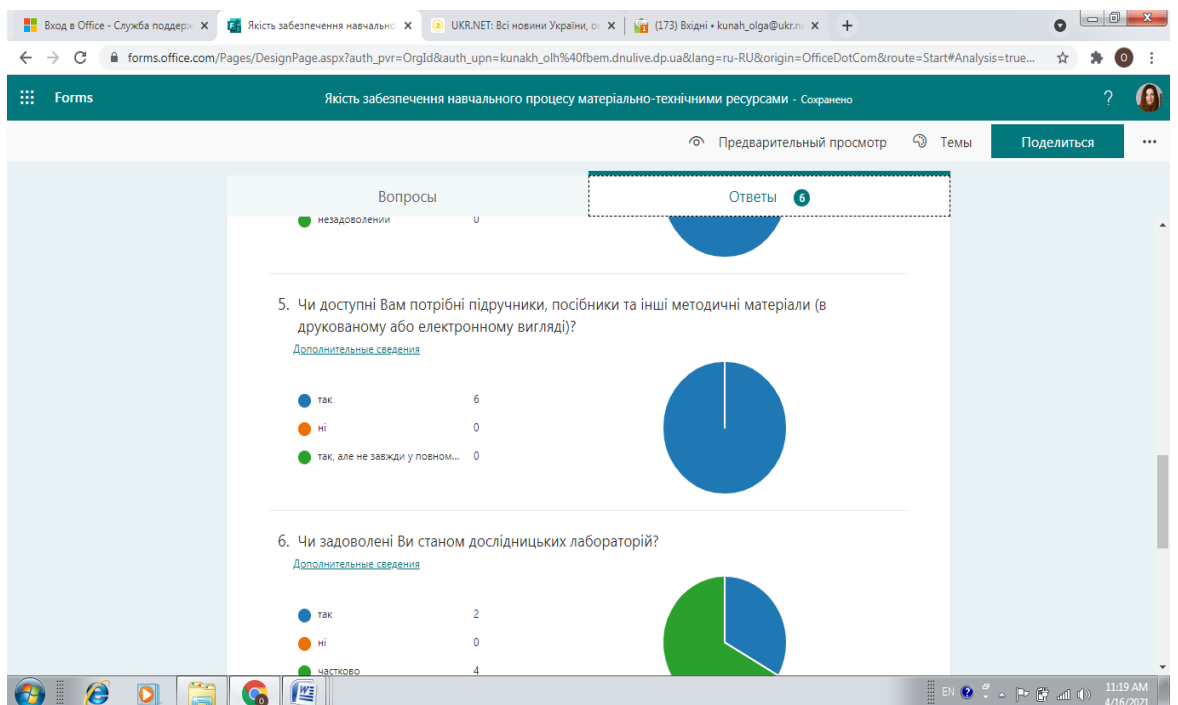 Вход в Office - Служба поддерж
Якість забезпечення навчально
UKR.NET: Всі новини України, ос
(173) Вхідні • kunah_olga@ukr.n
forms.office.com/Pages/DesignPage.aspx?auth_pvr=OrgId&auth_upn=kunakh_olh%40fbem.dnulive.dp.ua&lang=ru-RU&origin=OfficeDotCom&route=Start#Analysis=true...
O
Forms
Якість забезпечення навчального процесу матеріально-технічними ресурсами - Сохранено
?
Предварительный просмотр
Темы
Поделиться
Вопросы
Ответы 6
незадоволений 0
5. Чи доступні Вам потрібні підручники, посібники та інші методичні матеріали (в
друкованому або електронному вигляді)?
Дополнительные сведения
так 6
ні 0
так, але не завжди у повном... 0
6. Чи задоволені Ви станом дослідницьких лабораторій?
Дополнительные сведения
так 2
ні 0
частково 4
EN
11:19 AM
4/16/2021